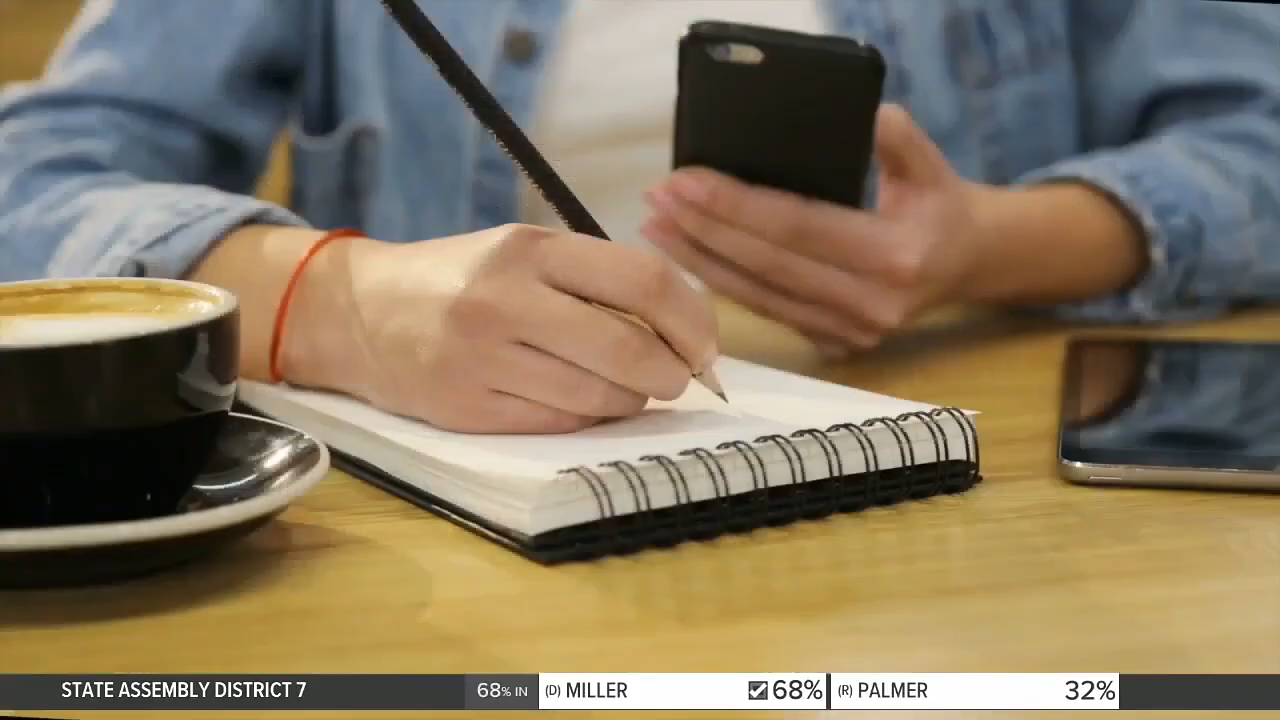 STATE ASSEMBLY DISTRICT 7 68% IN (D) MILLER 68% (R) PALMER 32%